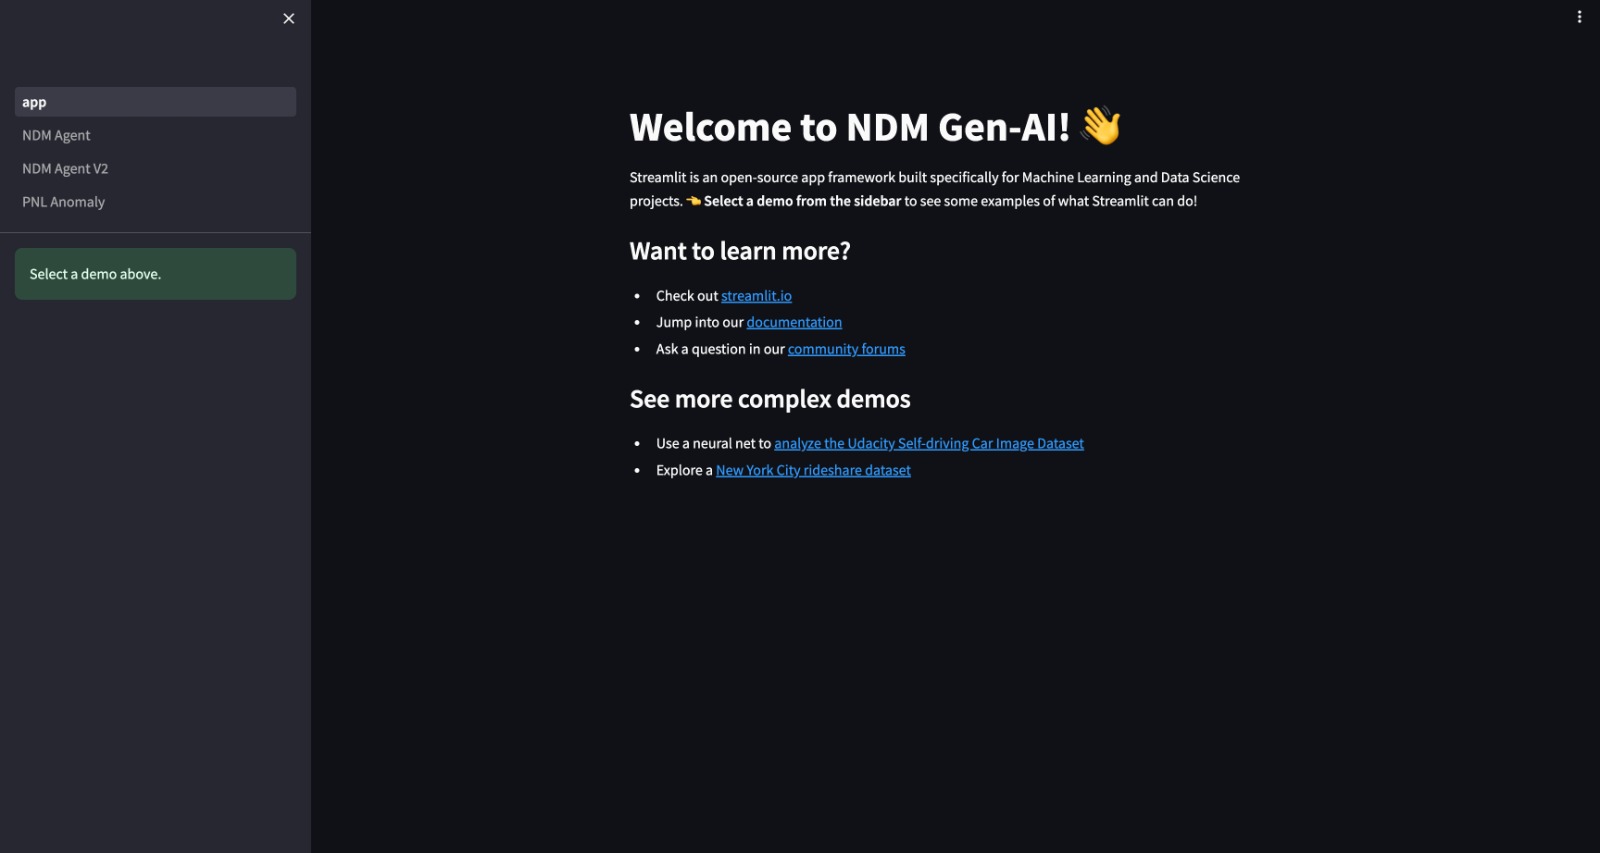 app
NDM Agent
NDM Agent V2
PNL Anomaly
Select a demo above.
Welcome to NDM Gen-AI! 👋
Streamlit is an open-source app framework built specifically for Machine Learning and Data Science
projects. 👈 Select a demo from the sidebar to see some examples of what Streamlit can do!
Want to learn more?
• Check out streamlit.io
• Jump into our documentation
• Ask a question in our community forums
See more complex demos
• Use a neural net to analyze the Udacity Self-driving Car Image Dataset
• Explore a New York City rideshare dataset